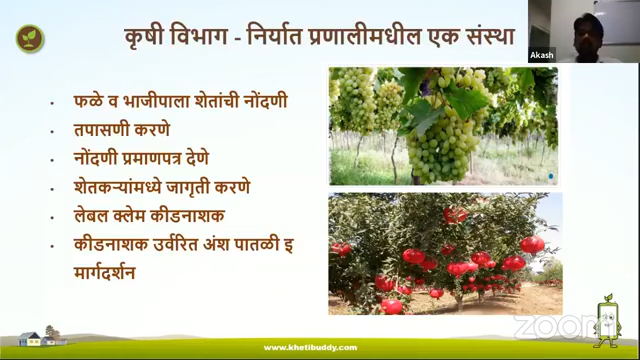 कृषी विभाग - निर्यात प्रणालीमधील एक संस्था
Akash
फळे व भाजीपाला शेतांची नोंदणी
तपासणी करणे
नोंदणी प्रमाणपत्र देणे
शेतकऱ्यांमध्ये जागृती करणे
लेबल क्लेम कीडनाशक
कीडनाशक उर्वरित अंश पातळी इ
मार्गदर्शन
www.khetibuddy.com
zoom